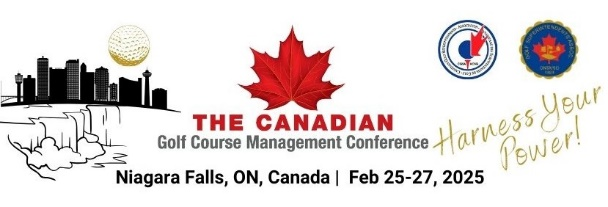 THE CANADIAN
Golf Course Management Conference
Harness Your
Power!
Niagara Falls, ON, Canada | Feb 25-27, 2025